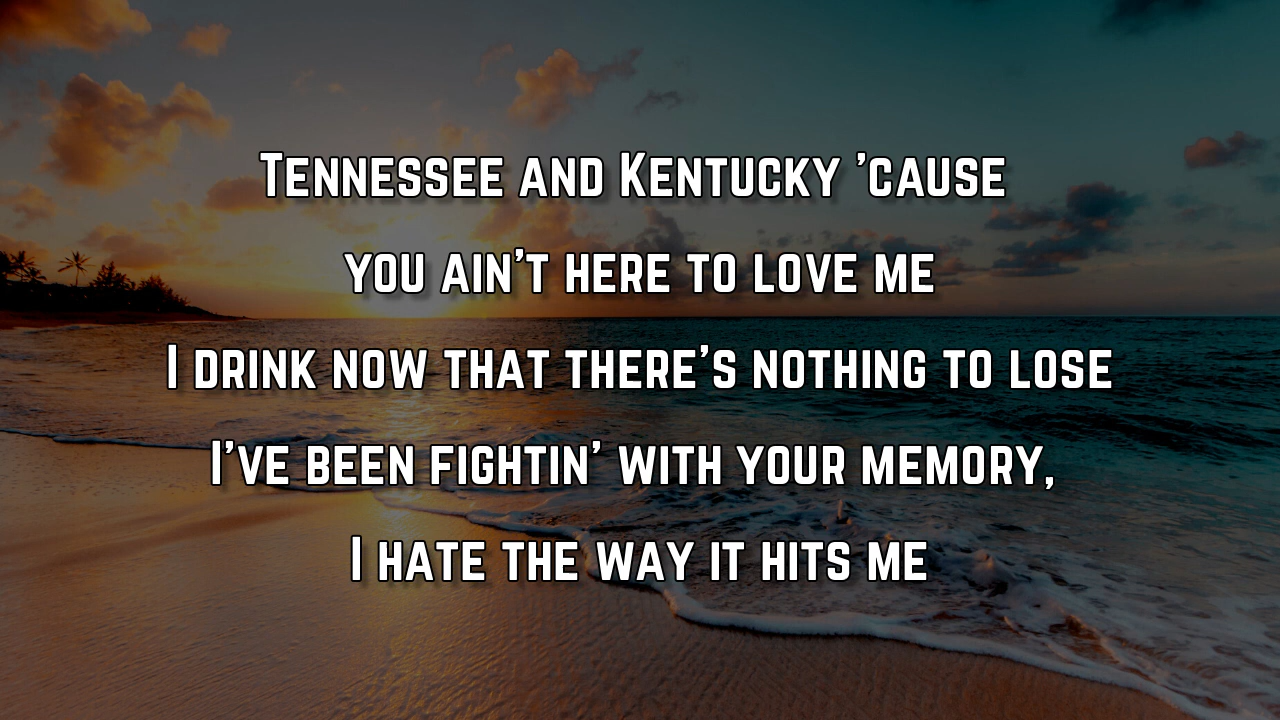 Tennessee and Kentucky ’cause
you ain’t here to love me
I drink now that there’s nothing to lose
I’ve been fightin’ with your memory,
I hate the way it hits me